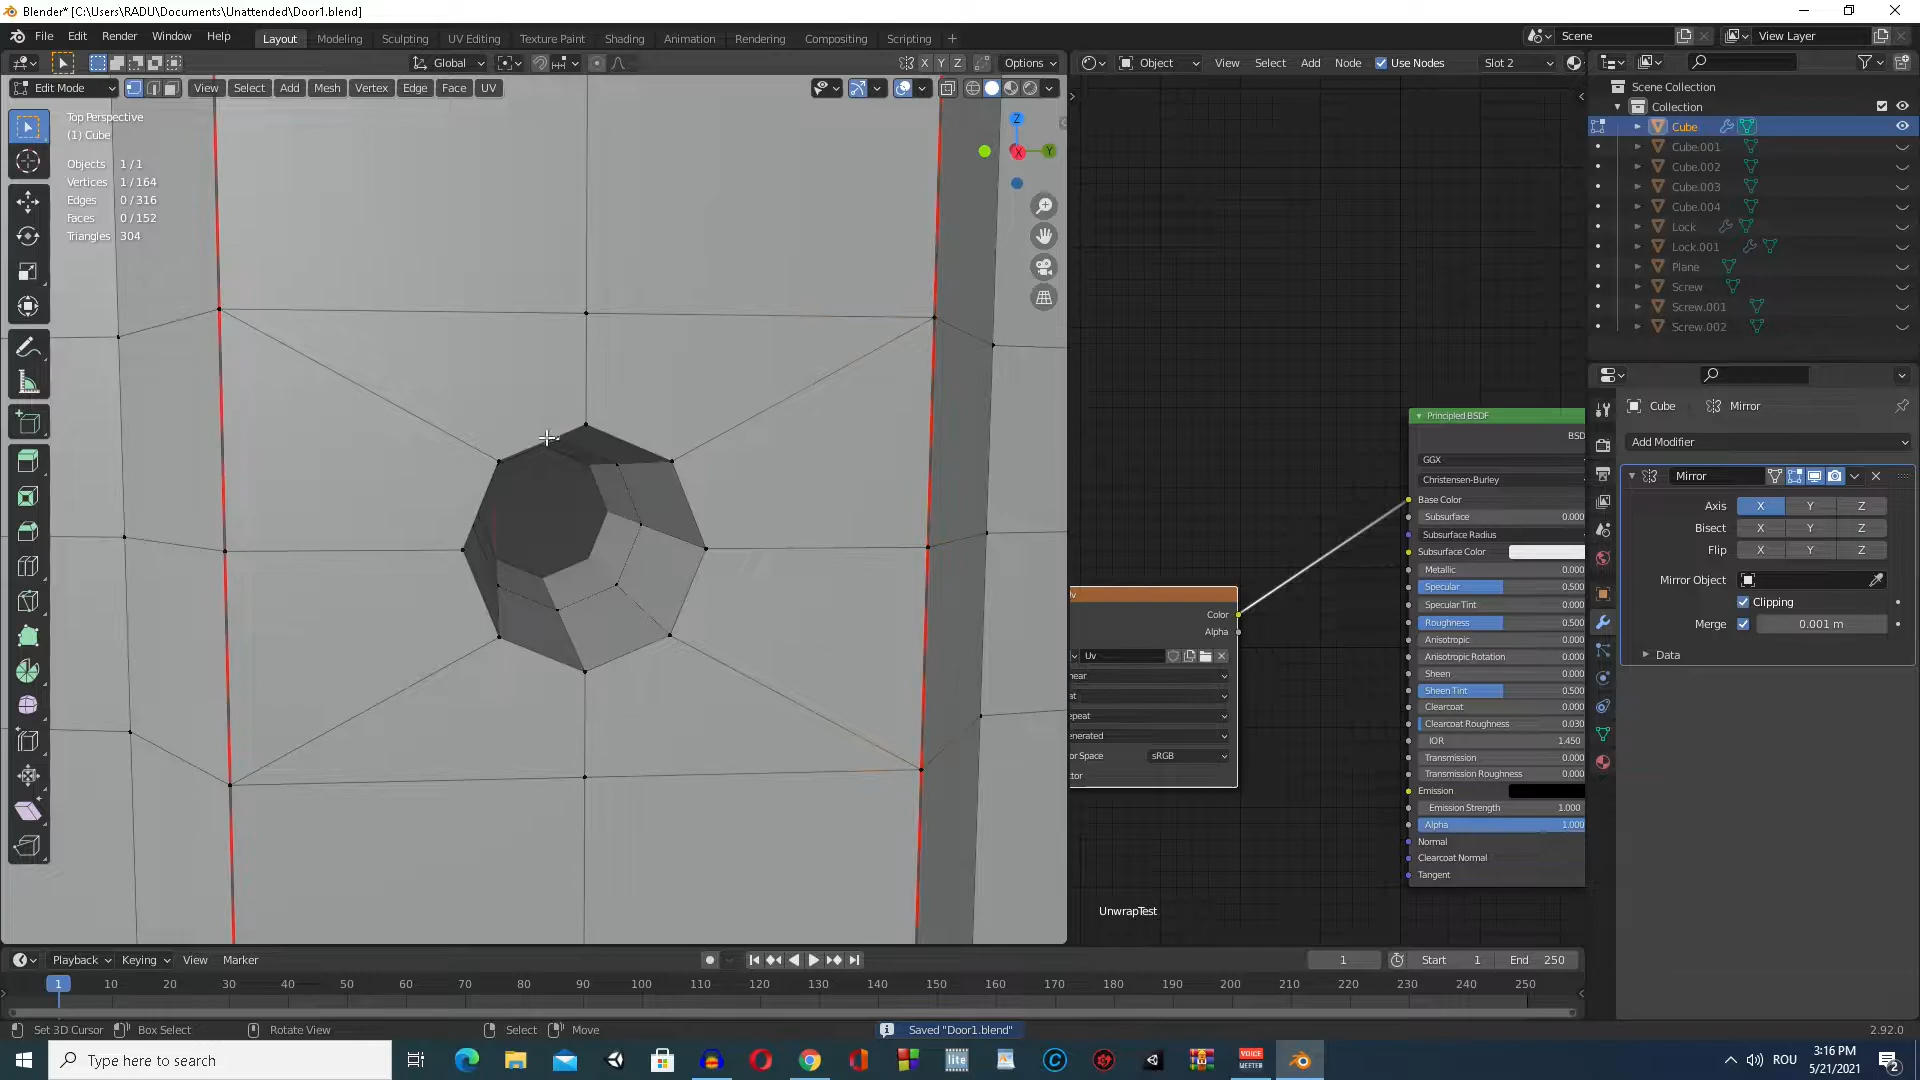 Blender* [C:\Users\RADU\Documents\Unattended\Door1.blend]
File Edit Render Window Help
Layout Modeling Sculpting UV Editing Texture Paint Shading Animation Rendering Compositing Scripting
Scene
View Layer
Global
X Y Z
Options
Object View Select Add Node Use Nodes Slot 2
Edit Mode View Select Add Mesh Vertex Edge Face UV
Top Perspective
(1) Cube
Objects 1/1
Vertices 1/164
Edges 0/316
Faces 0/152
Triangles 304
Z
X
Y
Scene Collection
Collection
Cube
Cube.001
Cube.002
Cube.003
Cube.004
Lock
Lock.001
Plane
Screw
Screw.001
Screw.002
Cube Mirror
Add Modifier
Mirror
Axis X Y Z
Bisect X Y Z
Flip X Y Z
Mirror Object
Clipping
Merge 0.001 m
Data
Principled BSDF
BSD
GGX
Christensen-Burley
Base Color
Subsurface 0.000
Subsurface Radius
Subsurface Color
Metallic 0.000
Specular 0.500
Specular Tint 0.000
Roughness 0.500
Anisotropic 0.000
Anisotropic Rotation 0.000
Sheen 0.000
Sheen Tint 0.500
Clearcoat 0.000
Clearcoat Roughness 0.030
IOR 1.450
Transmission 0.000
Transmission Roughness 0.000
Emission
Emission Strength 1.000
Alpha 1.000
Normal
Clearcoat Normal
Tangent
Color
Alpha
Uv
near
at
epeat
enerated
or Space sRGB
ctor
UnwrapTest
Playback Keying View Marker
1
Start 1 End 250
1 10 20 30 40 50 60 70 80 90 100 110 120 130 140 150 160 170 180 190 200 210 220 230 240 250
Set 3D Cursor Box Select Rotate View Select Move
Saved "Door1.blend"
2.92.0
Type here to search
lite
VOICE
MEETER
ROU
3:16 PM
5/21/2021
2